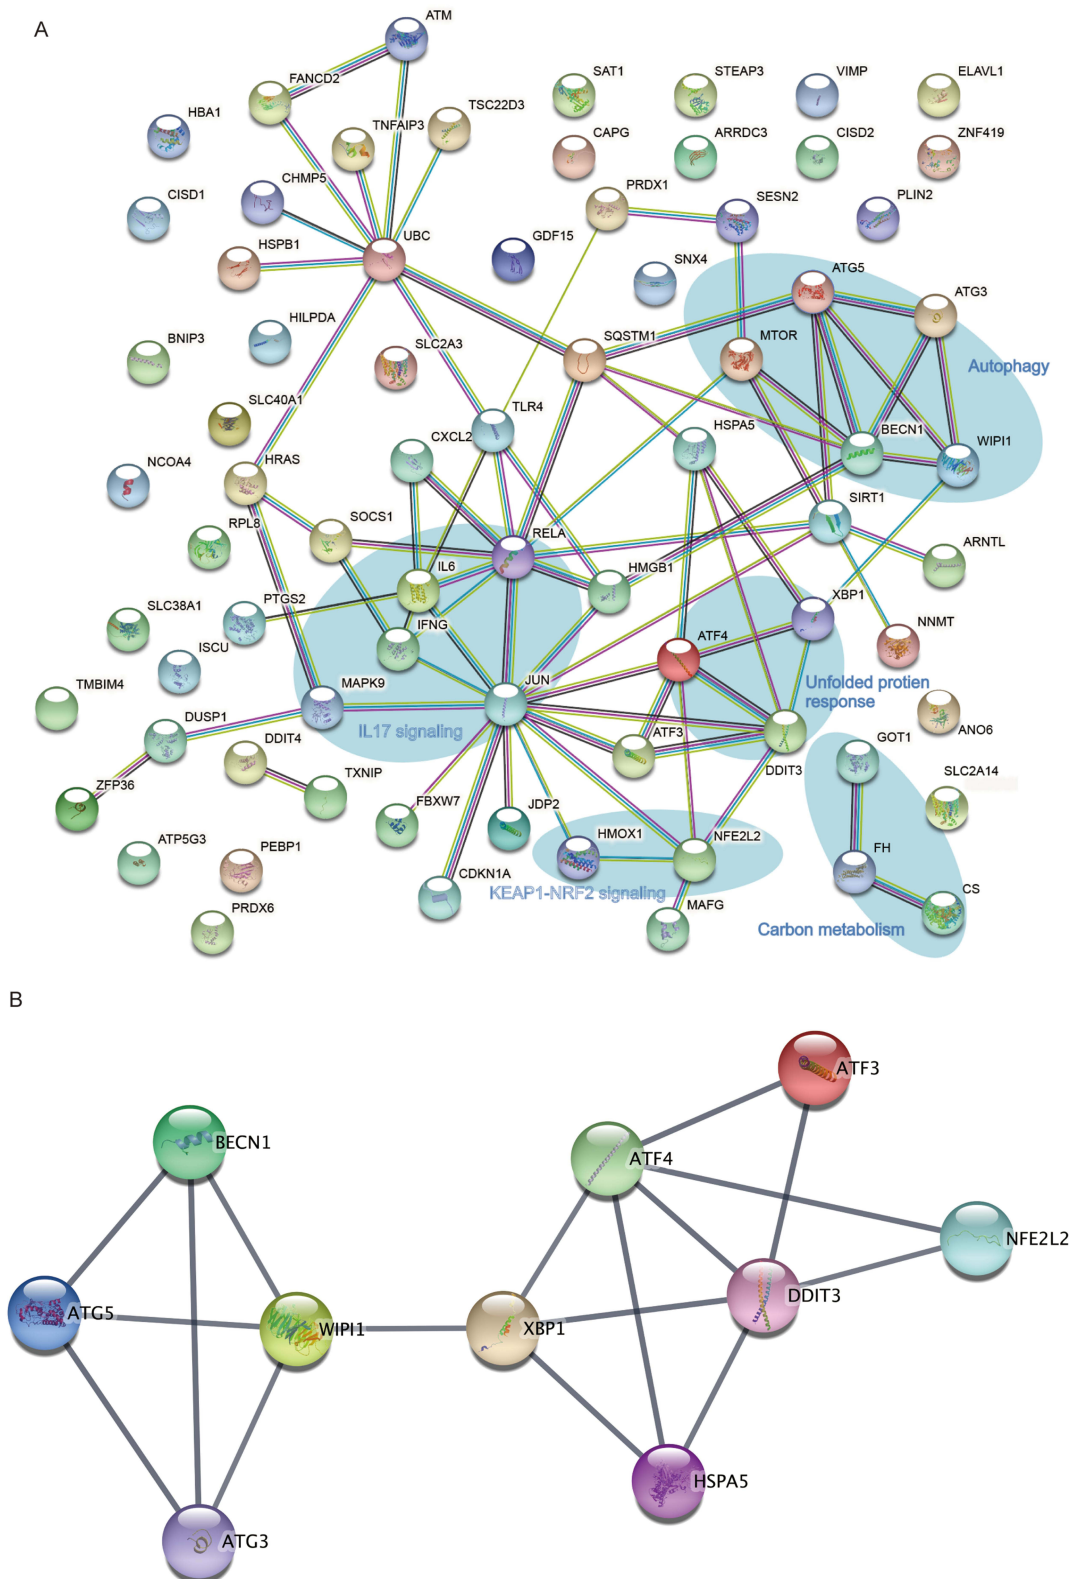 A
ATM
FANCD2
SAT1
STEAP3
VIMP
ELAVL1
HBA1
TNFAIP3
TSC22D3
CAPG
ARRDC3
CISD2
ZNF419
CISD1
CHMP5
PRDX1
SESN2
PLIN2
HSPB1
UBC
GDF15
SNX4
ATG5
ATG3
BNIP3
HILPDA
SLC2A3
SQSTM1
MTOR
Autophagy
SLC40A1
CXCL2
TLR4
HSPA5
BECN1
WIPI1
NCOA4
HRAS
SIRT1
RPL8
SOCS1
RELA
ARNTL
IL6
HMGB1
PTGS2
SLC38A1
IFNG
ATF4
XBP1
NNMT
ISCU
TMBIM4
MAPK9
JUN
Unfolded protien
response
IL17 signaling
DUSP1
DDIT4
ATF3
DDIT3
GOT1
ANO6
ZFP36
TXNIP
FBXW7
JDP2
HMOX1
NFE2L2
SLC2A14
ATP5G3
PEBP1
CDKN1A
KEAP1-NRF2 signaling
FH
CS
PRDX6
MAFG
Carbon metabolism
B
ATF3
BECN1
ATF4
NFE2L2
ATG5
WIPI1
XBP1
DDIT3
HSPA5
ATG3